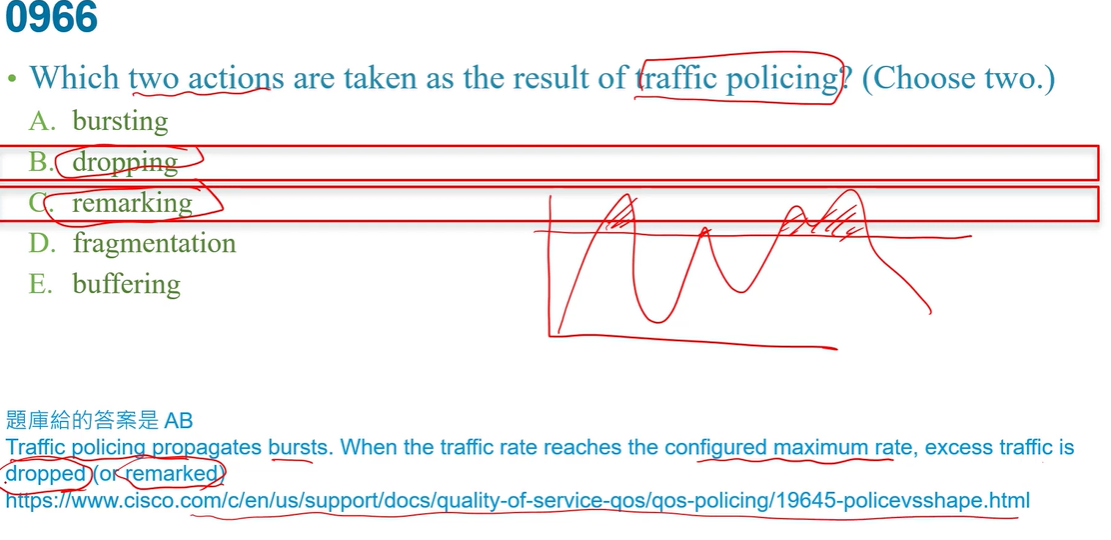 0966
• Which two actions are taken as the result of traffic policing? (Choose two.)
A. bursting
B. dropping
C. remarking
D. fragmentation
E. buffering
題庫給的答案是 AB
Traffic policing propagates bursts. When the traffic rate reaches the configured maximum rate, excess traffic is
dropped (or remarked)
https://www.cisco.com/c/en/us/support/docs/quality-of-service-qos/qos-policing/19645-policevsshape.html